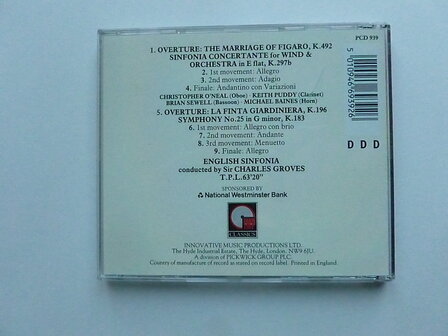 PCD 939
1. OVERTURE: THE MARRIAGE OF FIGARO, K.492
SINFONIA CONCERTANTE for WIND &
ORCHESTRA in E flat, K.297b
2. 1st movement: Allegro
3. 2nd movement: Adagio
4. Finale: Andantino con Variazioni
CHRISTOPHER O'NEAL (Oboe) · KEITH PUDDY (Clarinet)
BRIAN SEWELL (Bassoon) · MICHAEL BAINES (Horn)
5. OVERTURE: LA FINTA GIARDINIERA, K.196
SYMPHONY No.25 in G minor, K.183
6. 1st movement: Allegro con brio
7. 2nd movement: Andante
8. 3rd movement: Menuetto
9. Finale: Allegro
ENGLISH SINFONIA
conducted by Sir CHARLES GROVES
T.P.L.63'20"
SPONSORED BY
National Westminster Bank
CLASSICS
INNOVATIVE MUSIC PRODUCTIONS LTD.
The Hyde Industrial Estate, The Hyde, London. NW9 6JU.
A division of PICKWICK GROUP PLC.
Country of manufacture of record as stated on record label. Printed in England.
5 010946 939926
D D D